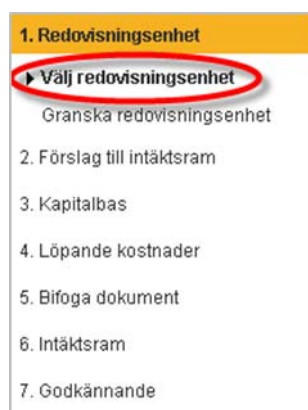 1. Redovisningsenhet
Välj redovisningsenhet
Granska redovisningsenhet
2. Förslag till intäktsram
3. Kapitalbas
4. Löpande kostnader
5. Bifoga dokument
6. Intäktsram
7. Godkännande